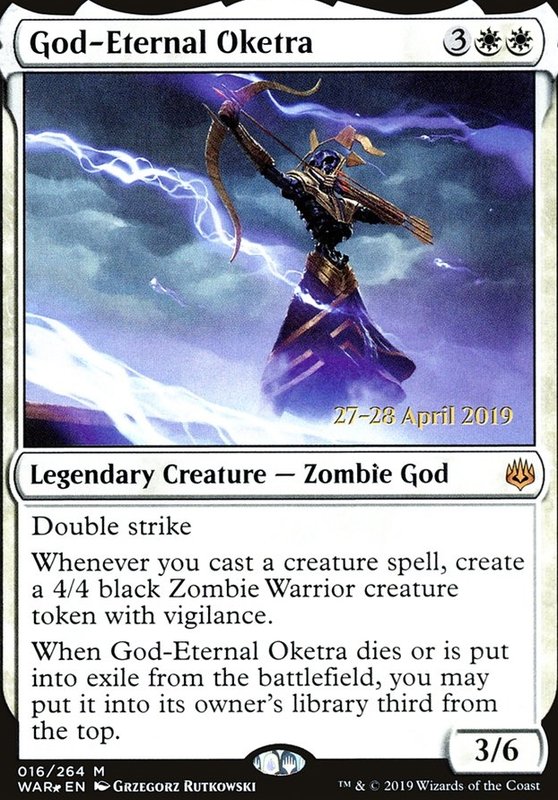 God-Eternal Oketra
3
27-28 April 2019
Legendary Creature — Zombie God
Double strike
Whenever you cast a creature spell, create
a 4/4 black Zombie Warrior creature
token with vigilance.
When God-Eternal Oketra dies or is put
into exile from the battlefield, you may
put it into its owner's library third from
the top.
3/6
016/264 M
WAR★EN Grzegorz Rutkowski
™ & © 2019 Wizards of the Coast